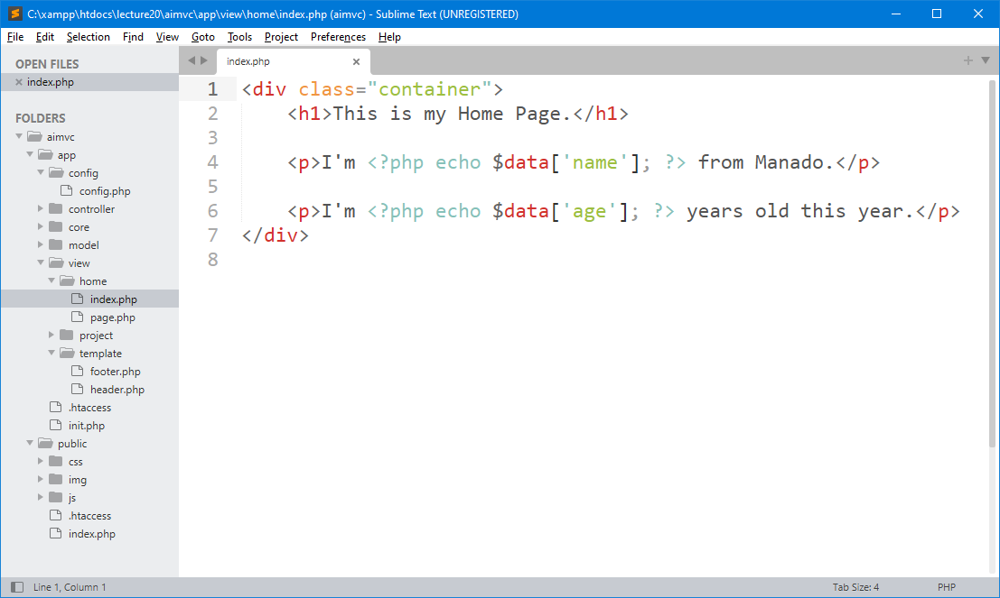 C:\xampp\htdocs\lecture20\aimvc\app\view\home\index.php (aimvc) - Sublime Text (UNREGISTERED)
File Edit Selection Find View Goto Tools Project Preferences Help
OPEN FILES
index.php
FOLDERS
aimvc
app
config
config.php
controller
core
model
view
home
index.php
page.php
project
template
footer.php
header.php
.htaccess
init.php
public
css
img
js
.htaccess
index.php
index.php
1 <div class="container">
2     <h1>This is my Home Page.</h1>
3
4     <p>I'm <?php echo $data['name']; ?> from Manado.</p>
5
6     <p>I'm <?php echo $data['age']; ?> years old this year.</p>
7 </div>
8
Line 1, Column 1 Tab Size: 4 PHP